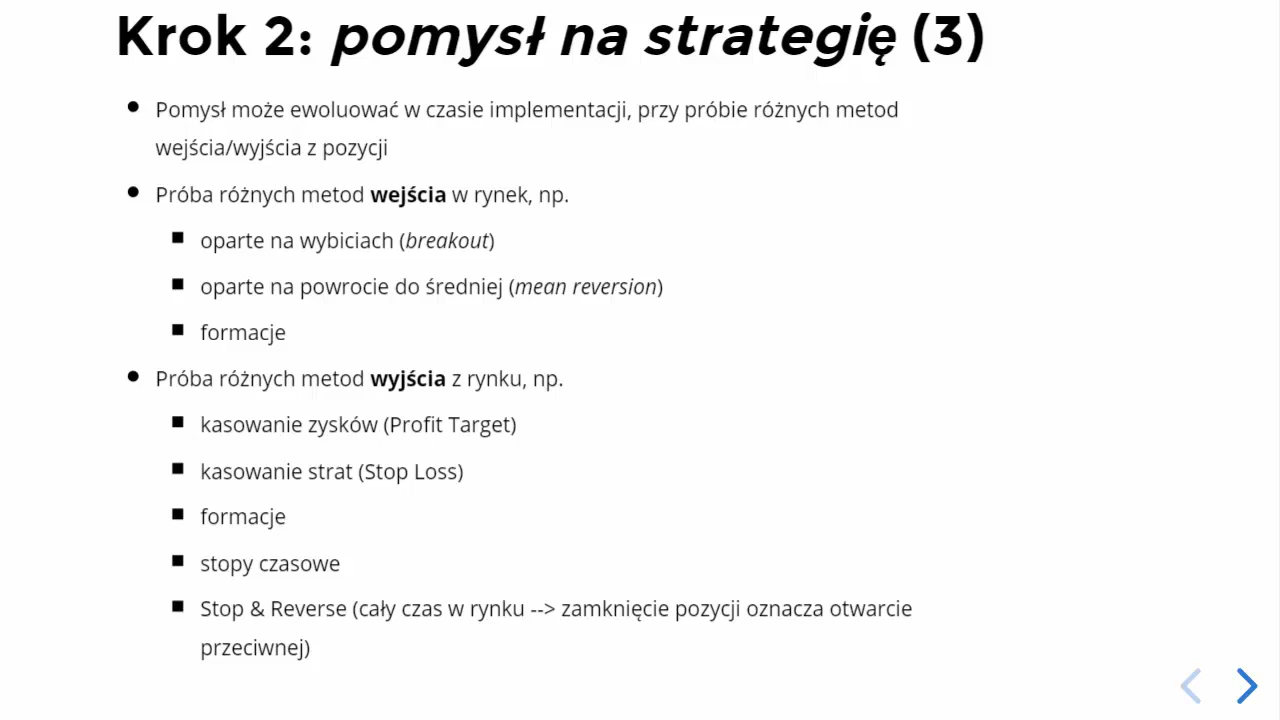 Krok 2: pomysł na strategię (3)
Pomysł może ewoluować w czasie implementacji, przy próbie różnych metod
wejścia/wyjścia z pozycji
Próba różnych metod wejścia w rynek, np.
oparte na wybiciach (breakout)
oparte na powrocie do średniej (mean reversion)
formacje
Próba różnych metod wyjścia z rynku, np.
kasowanie zysków (Profit Target)
kasowanie strat (Stop Loss)
formacje
stopy czasowe
Stop & Reverse (cały czas w rynku --> zamknięcie pozycji oznacza otwarcie
przeciwnej)